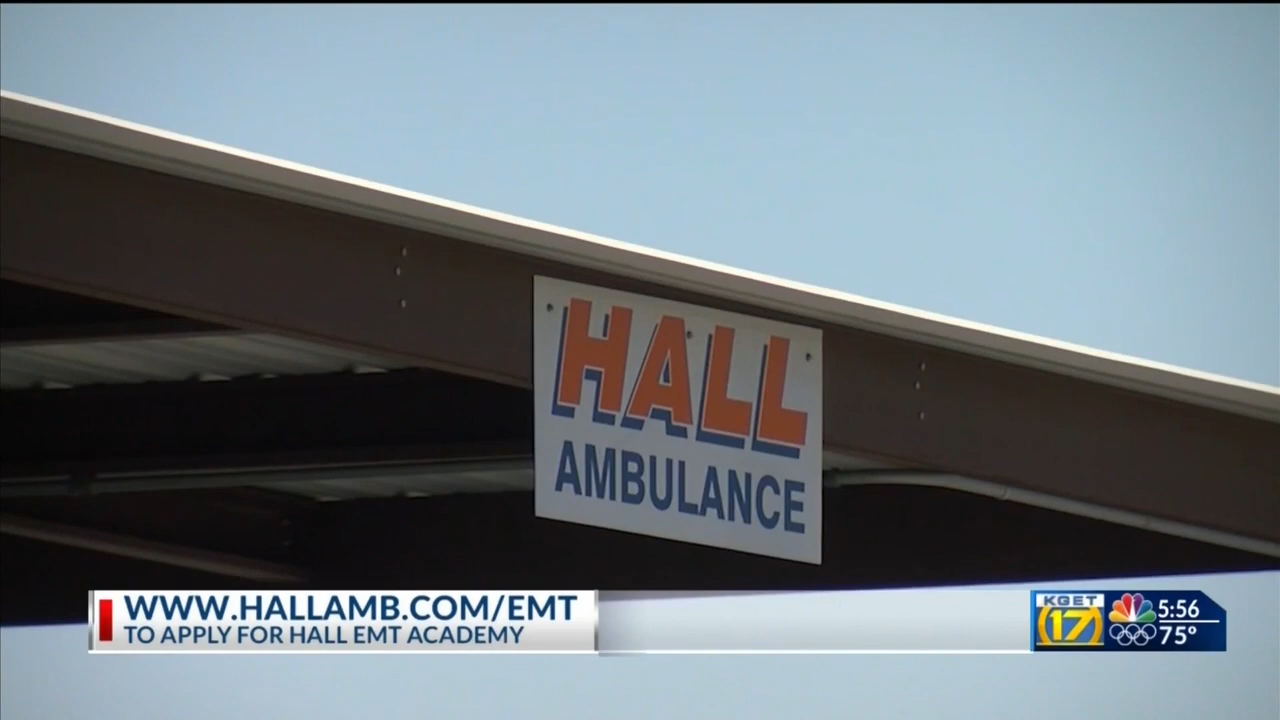 HALL
AMBULANCE
WWW.HALLAMB.COM/EMT
TO APPLY FOR HALL EMT ACADEMY
KGET
17
5:56
75°